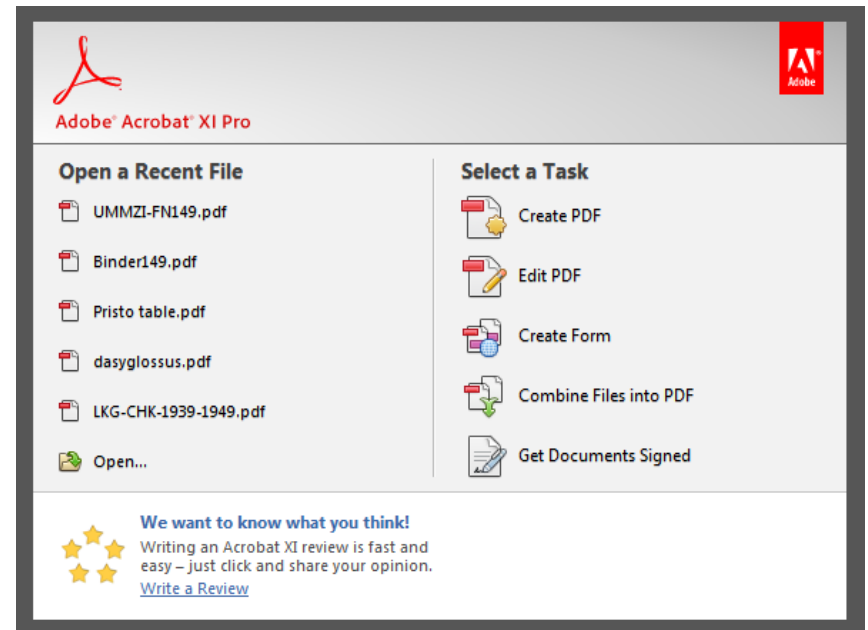 Adobe® Acrobat® XI Pro
Adobe
Open a Recent File
UMMZI-FN149.pdf
Binder149.pdf
Pristo table.pdf
dasyglossus.pdf
LKG-CHK-1939-1949.pdf
Open...
Select a Task
Create PDF
Edit PDF
Create Form
Combine Files into PDF
Get Documents Signed
We want to know what you think!
Writing an Acrobat XI review is fast and
easy – just click and share your opinion.
Write a Review